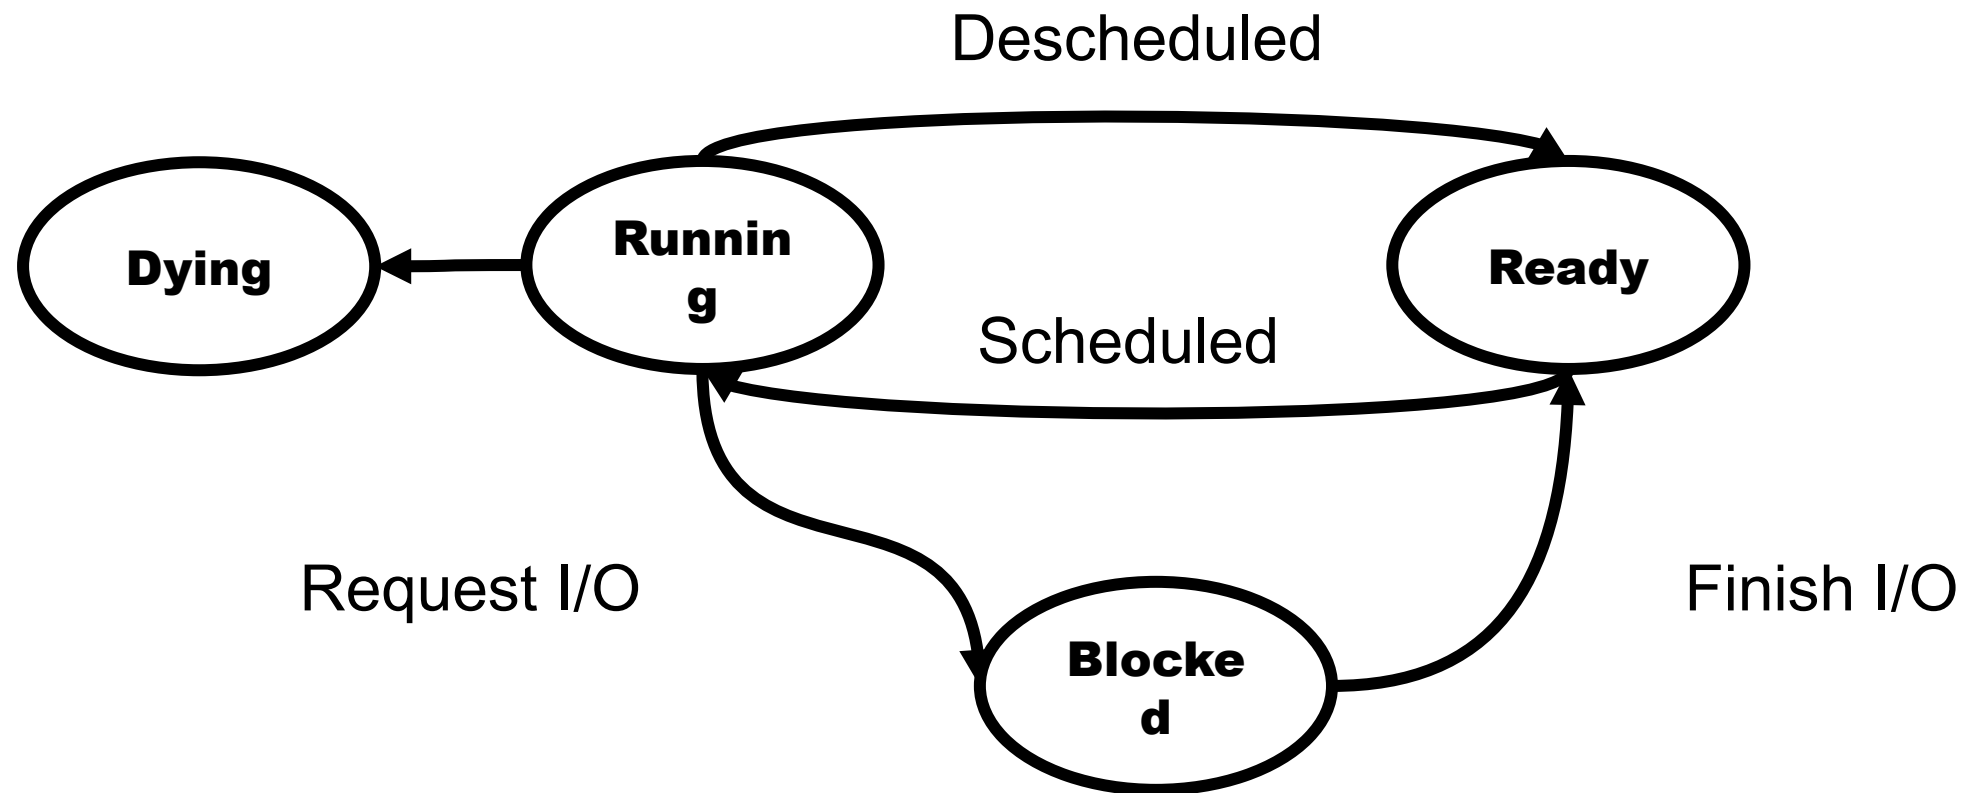 Descheduled
Dying
Runnin
g
Ready
Scheduled
Request I/O
Finish I/O
Blocke
d